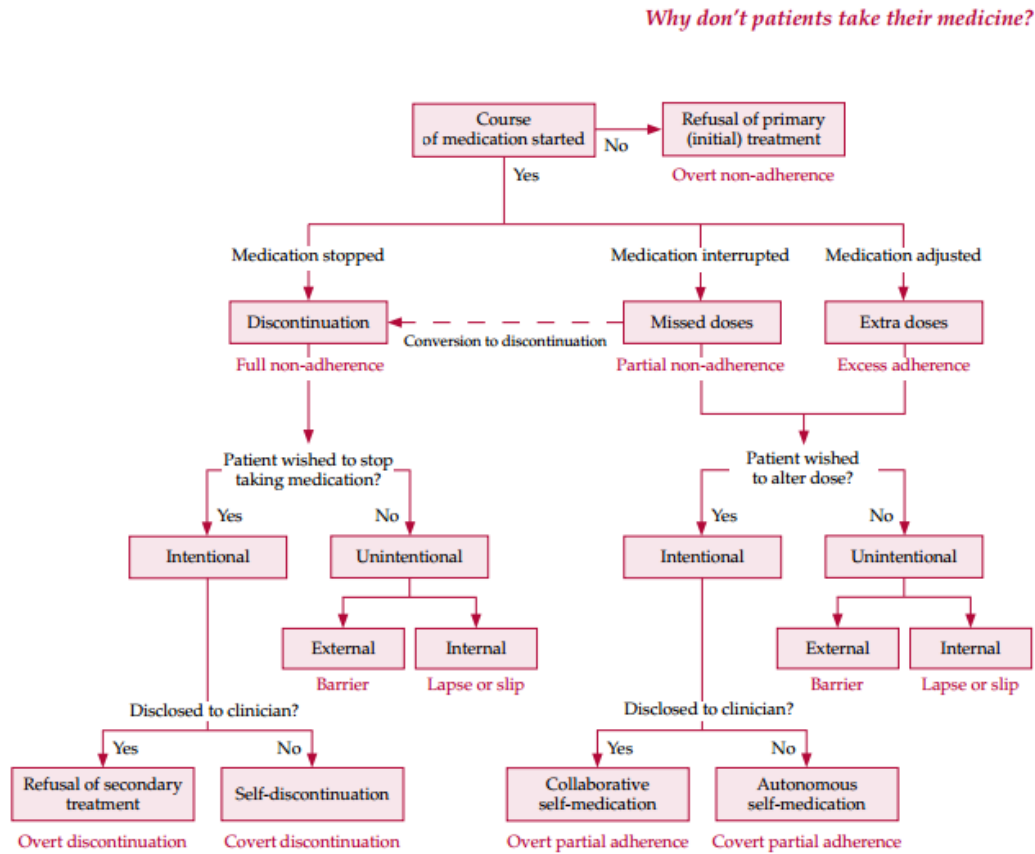 Why don't patients take their medicine?
Course
of medication started
No
Refusal of primary
(initial) treatment
Overt non-adherence
Yes
Medication stopped
Medication interrupted
Medication adjusted
Discontinuation
Conversion to discontinuation
Missed doses
Extra doses
Full non-adherence
Partial non-adherence
Excess adherence
Patient wished to stop
taking medication?
Yes
No
Intentional
Unintentional
External
Internal
Barrier
Lapse or slip
Disclosed to clinician?
Yes
No
Refusal of secondary
treatment
Self-discontinuation
Overt discontinuation
Covert discontinuation
Patient wished
to alter dose?
Yes
No
Intentional
Unintentional
External
Internal
Barrier
Lapse or slip
Disclosed to clinician?
Yes
No
Collaborative
self-medication
Autonomous
self-medication
Overt partial adherence
Covert partial adherence